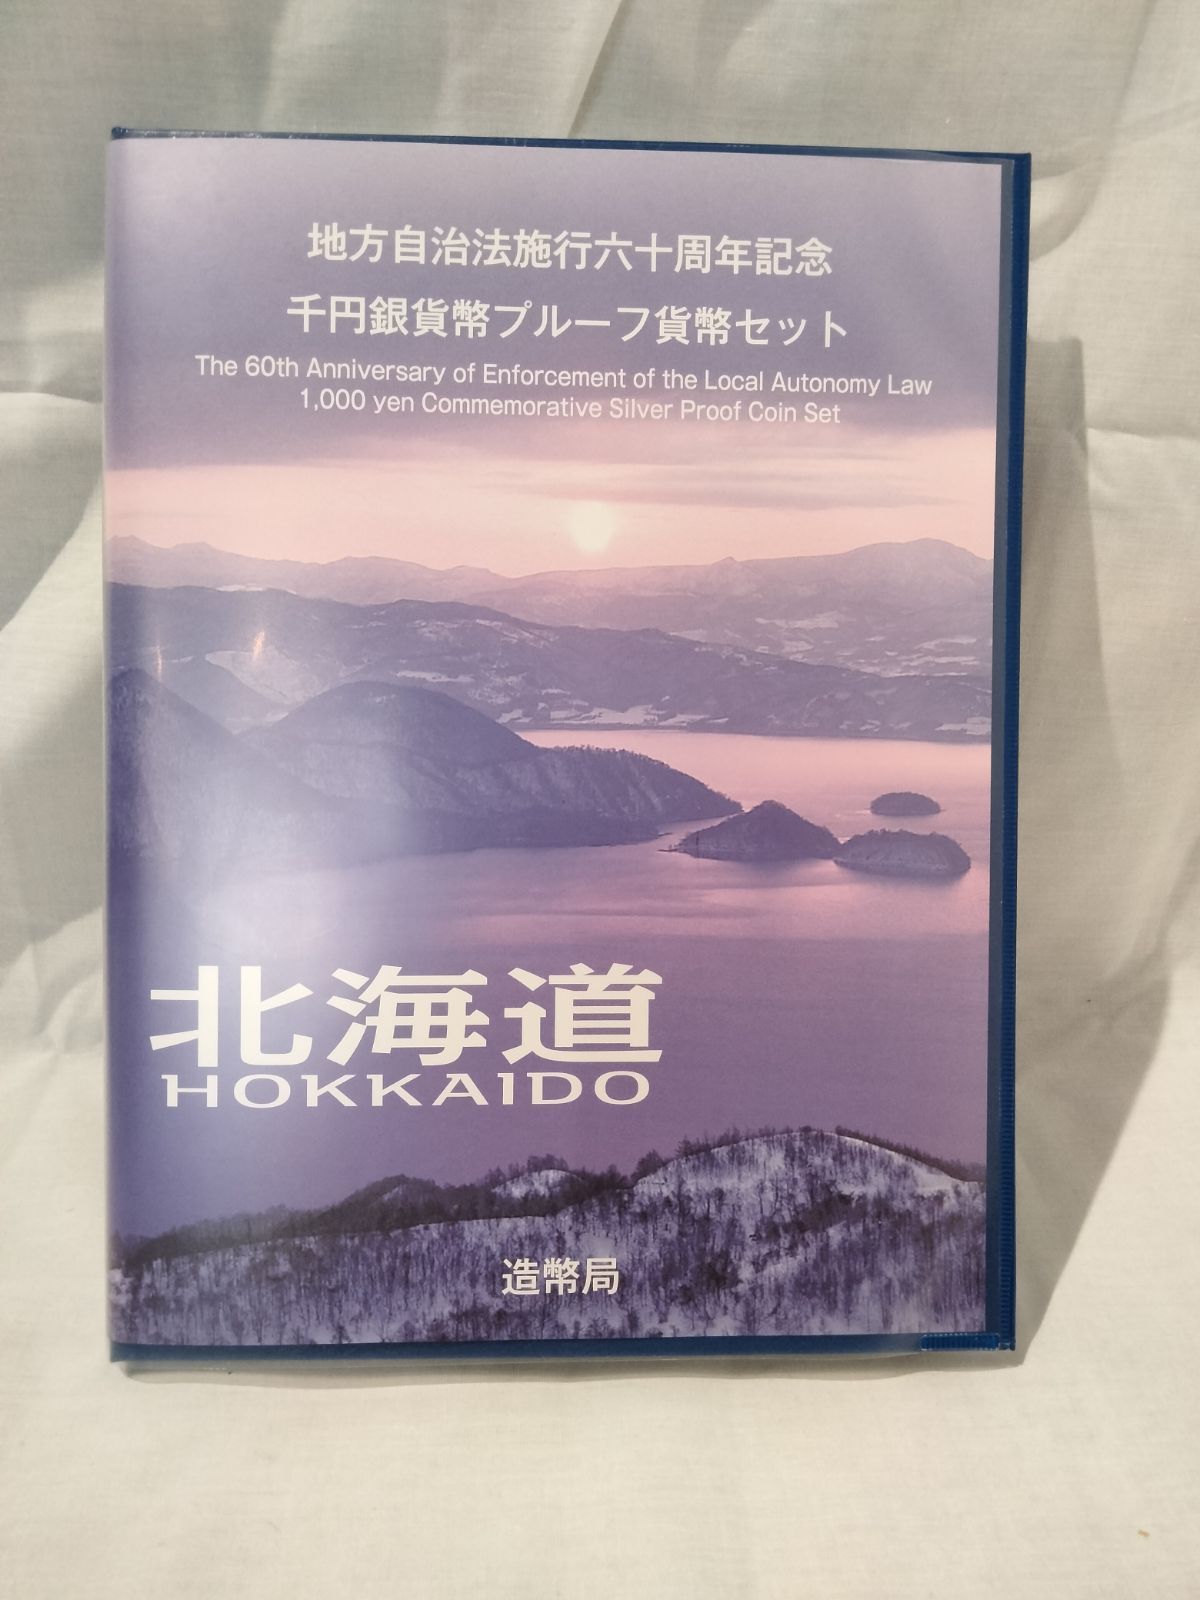 地方自治法施行六十周年記念
千円銀貨幣プルーフ貨幣セット
The 60th Anniversary of Enforcement of the Local Autonomy Law
1,000 yen Commemorative Silver Proof Coin Set
北海道
HOKKAIDO
造幣局